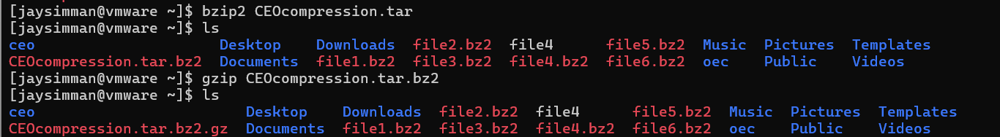 [jaysimman@vmware ~]$ bzip2 CEOcompression.tar
[jaysimman@vmware ~]$ ls
ceo Desktop Downloads file2.bz2 file4 file5.bz2 Music Pictures Templates
CEOcompression.tar.bz2 Documents file1.bz2 file3.bz2 file4.bz2 file6.bz2 oec Public Videos
[jaysimman@vmware ~]$ gzip CEOcompression.tar.bz2
[jaysimman@vmware ~]$ ls
ceo Desktop Downloads file2.bz2 file4 file5.bz2 Music Pictures Templates
CEOcompression.tar.bz2.gz Documents file1.bz2 file3.bz2 file4.bz2 file6.bz2 oec Public Videos